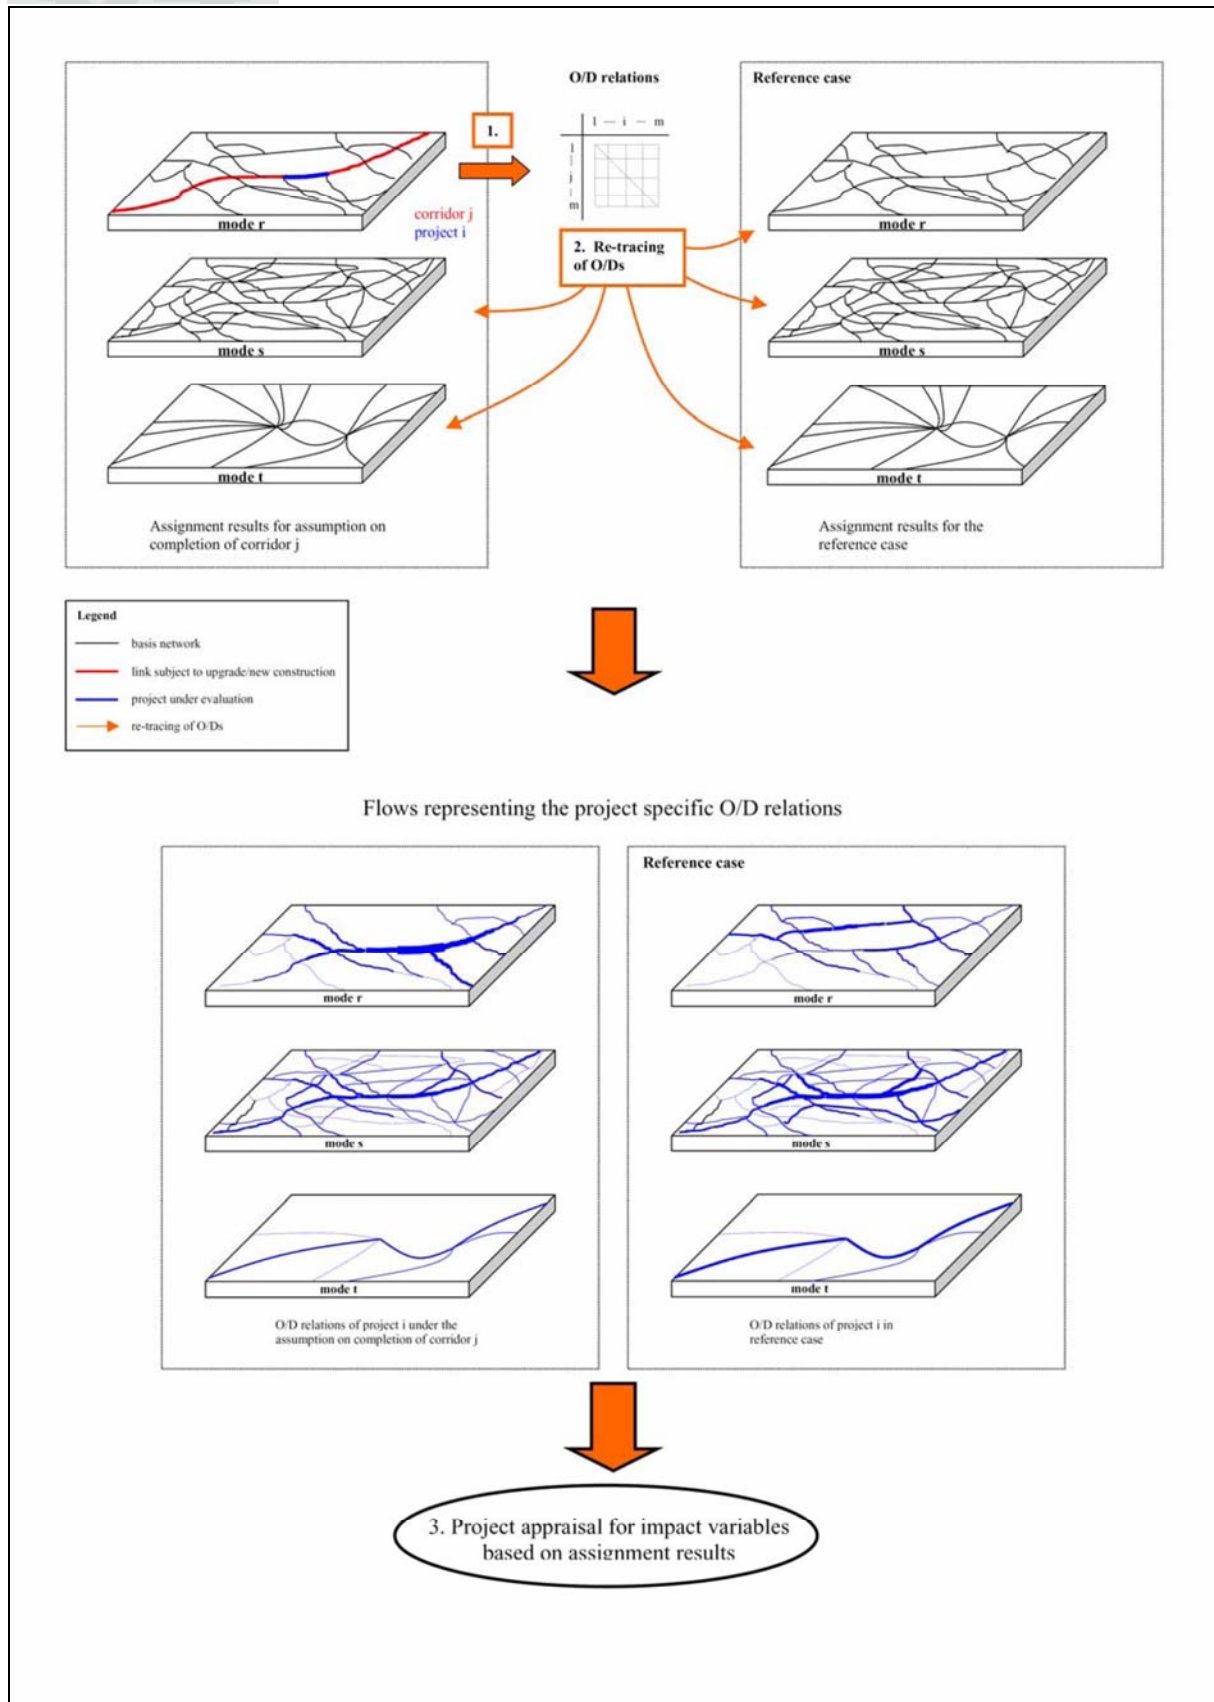 O/D relations
1 --- i --- m
1
j
m
Reference case
1.
mode r
corridor j
project i
2. Re-tracing
of O/Ds
mode s
mode t
Assignment results for assumption on
completion of corridor j
mode r
mode s
mode t
Assignment results for the
reference case
Legend
basis network
link subject to upgrade/new construction
project under evaluation
re-tracing of O/Ds
Flows representing the project specific O/D relations
mode r
mode s
mode t
O/D relations of project i under the
assumption on completion of corridor j
Reference case
mode r
mode s
mode t
O/D relations of project i in
reference case
3. Project appraisal for impact variables
based on assignment results